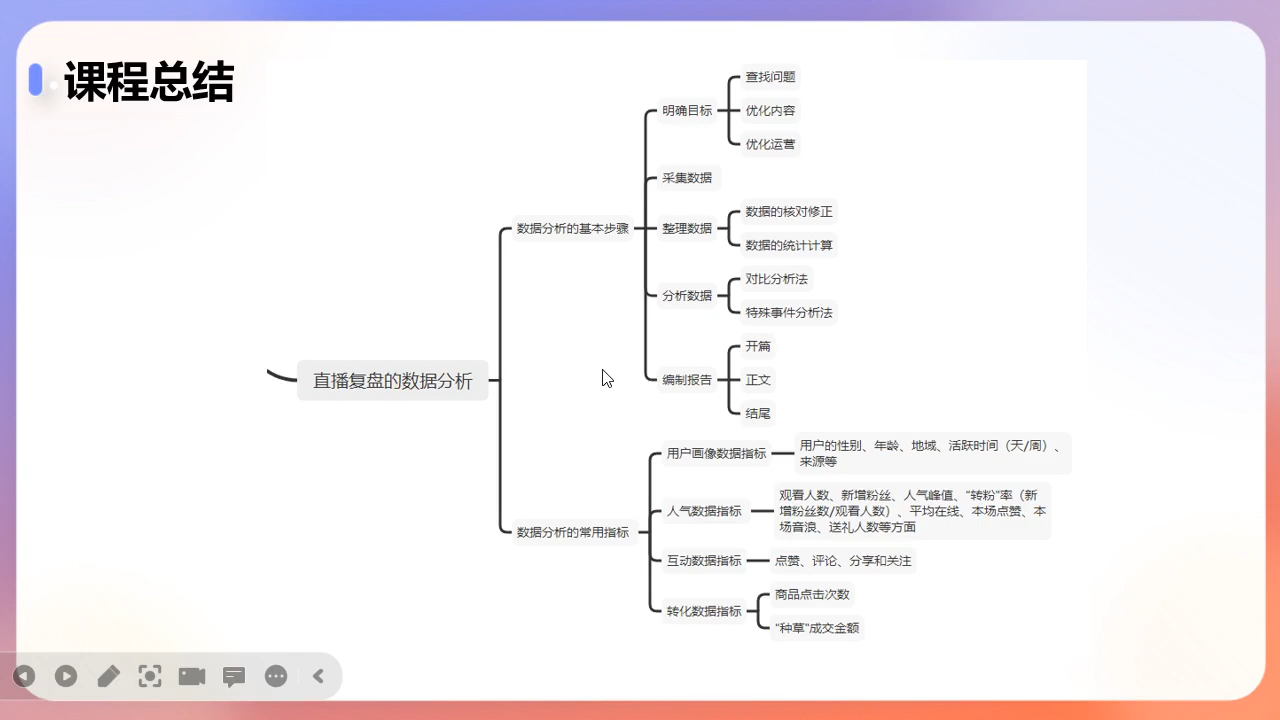 课程总结
直播复盘的数据分析
数据分析的基本步骤
明确目标
查找问题
优化内容
优化运营
采集数据
整理数据
数据的核对修正
数据的统计计算
分析数据
对比分析法
特殊事件分析法
编制报告
开篇
正文
结尾
数据分析的常用指标
用户画像数据指标
用户的性别、年龄、地域、活跃时间（天/周）、
来源等
人气数据指标
观看人数、新增粉丝、人气峰值、“转粉”率（新
增粉丝数/观看人数）、平均在线、本场点赞、本
场音浪、送礼人数等方面
互动数据指标
点赞、评论、分享和关注
转化数据指标
商品点击次数
“种草”成交金额